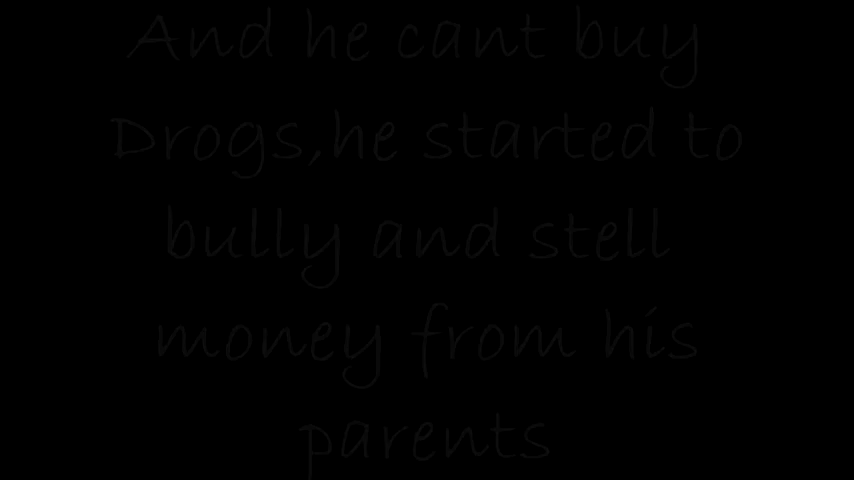 And he cant buy
Drogs,he started to
bully and stell
money from his
parents